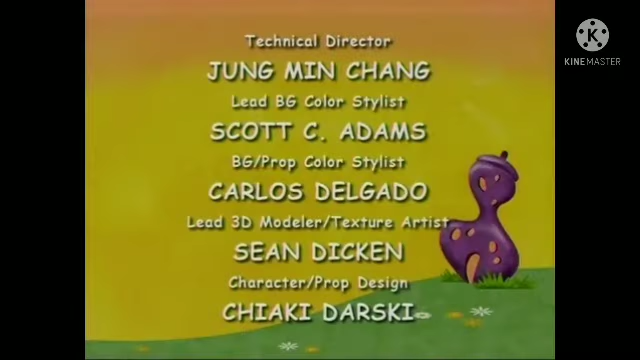 Technical Director
JUNG MIN CHANG
Lead BG Color Stylist
SCOTT C. ADAMS
BG/Prop Color Stylist
CARLOS DELGADO
Lead 3D Modeler/Texture Artist
SEAN DICKEN
Character/Prop Design
CHIAKI DARSKI
K
KINEMASTER